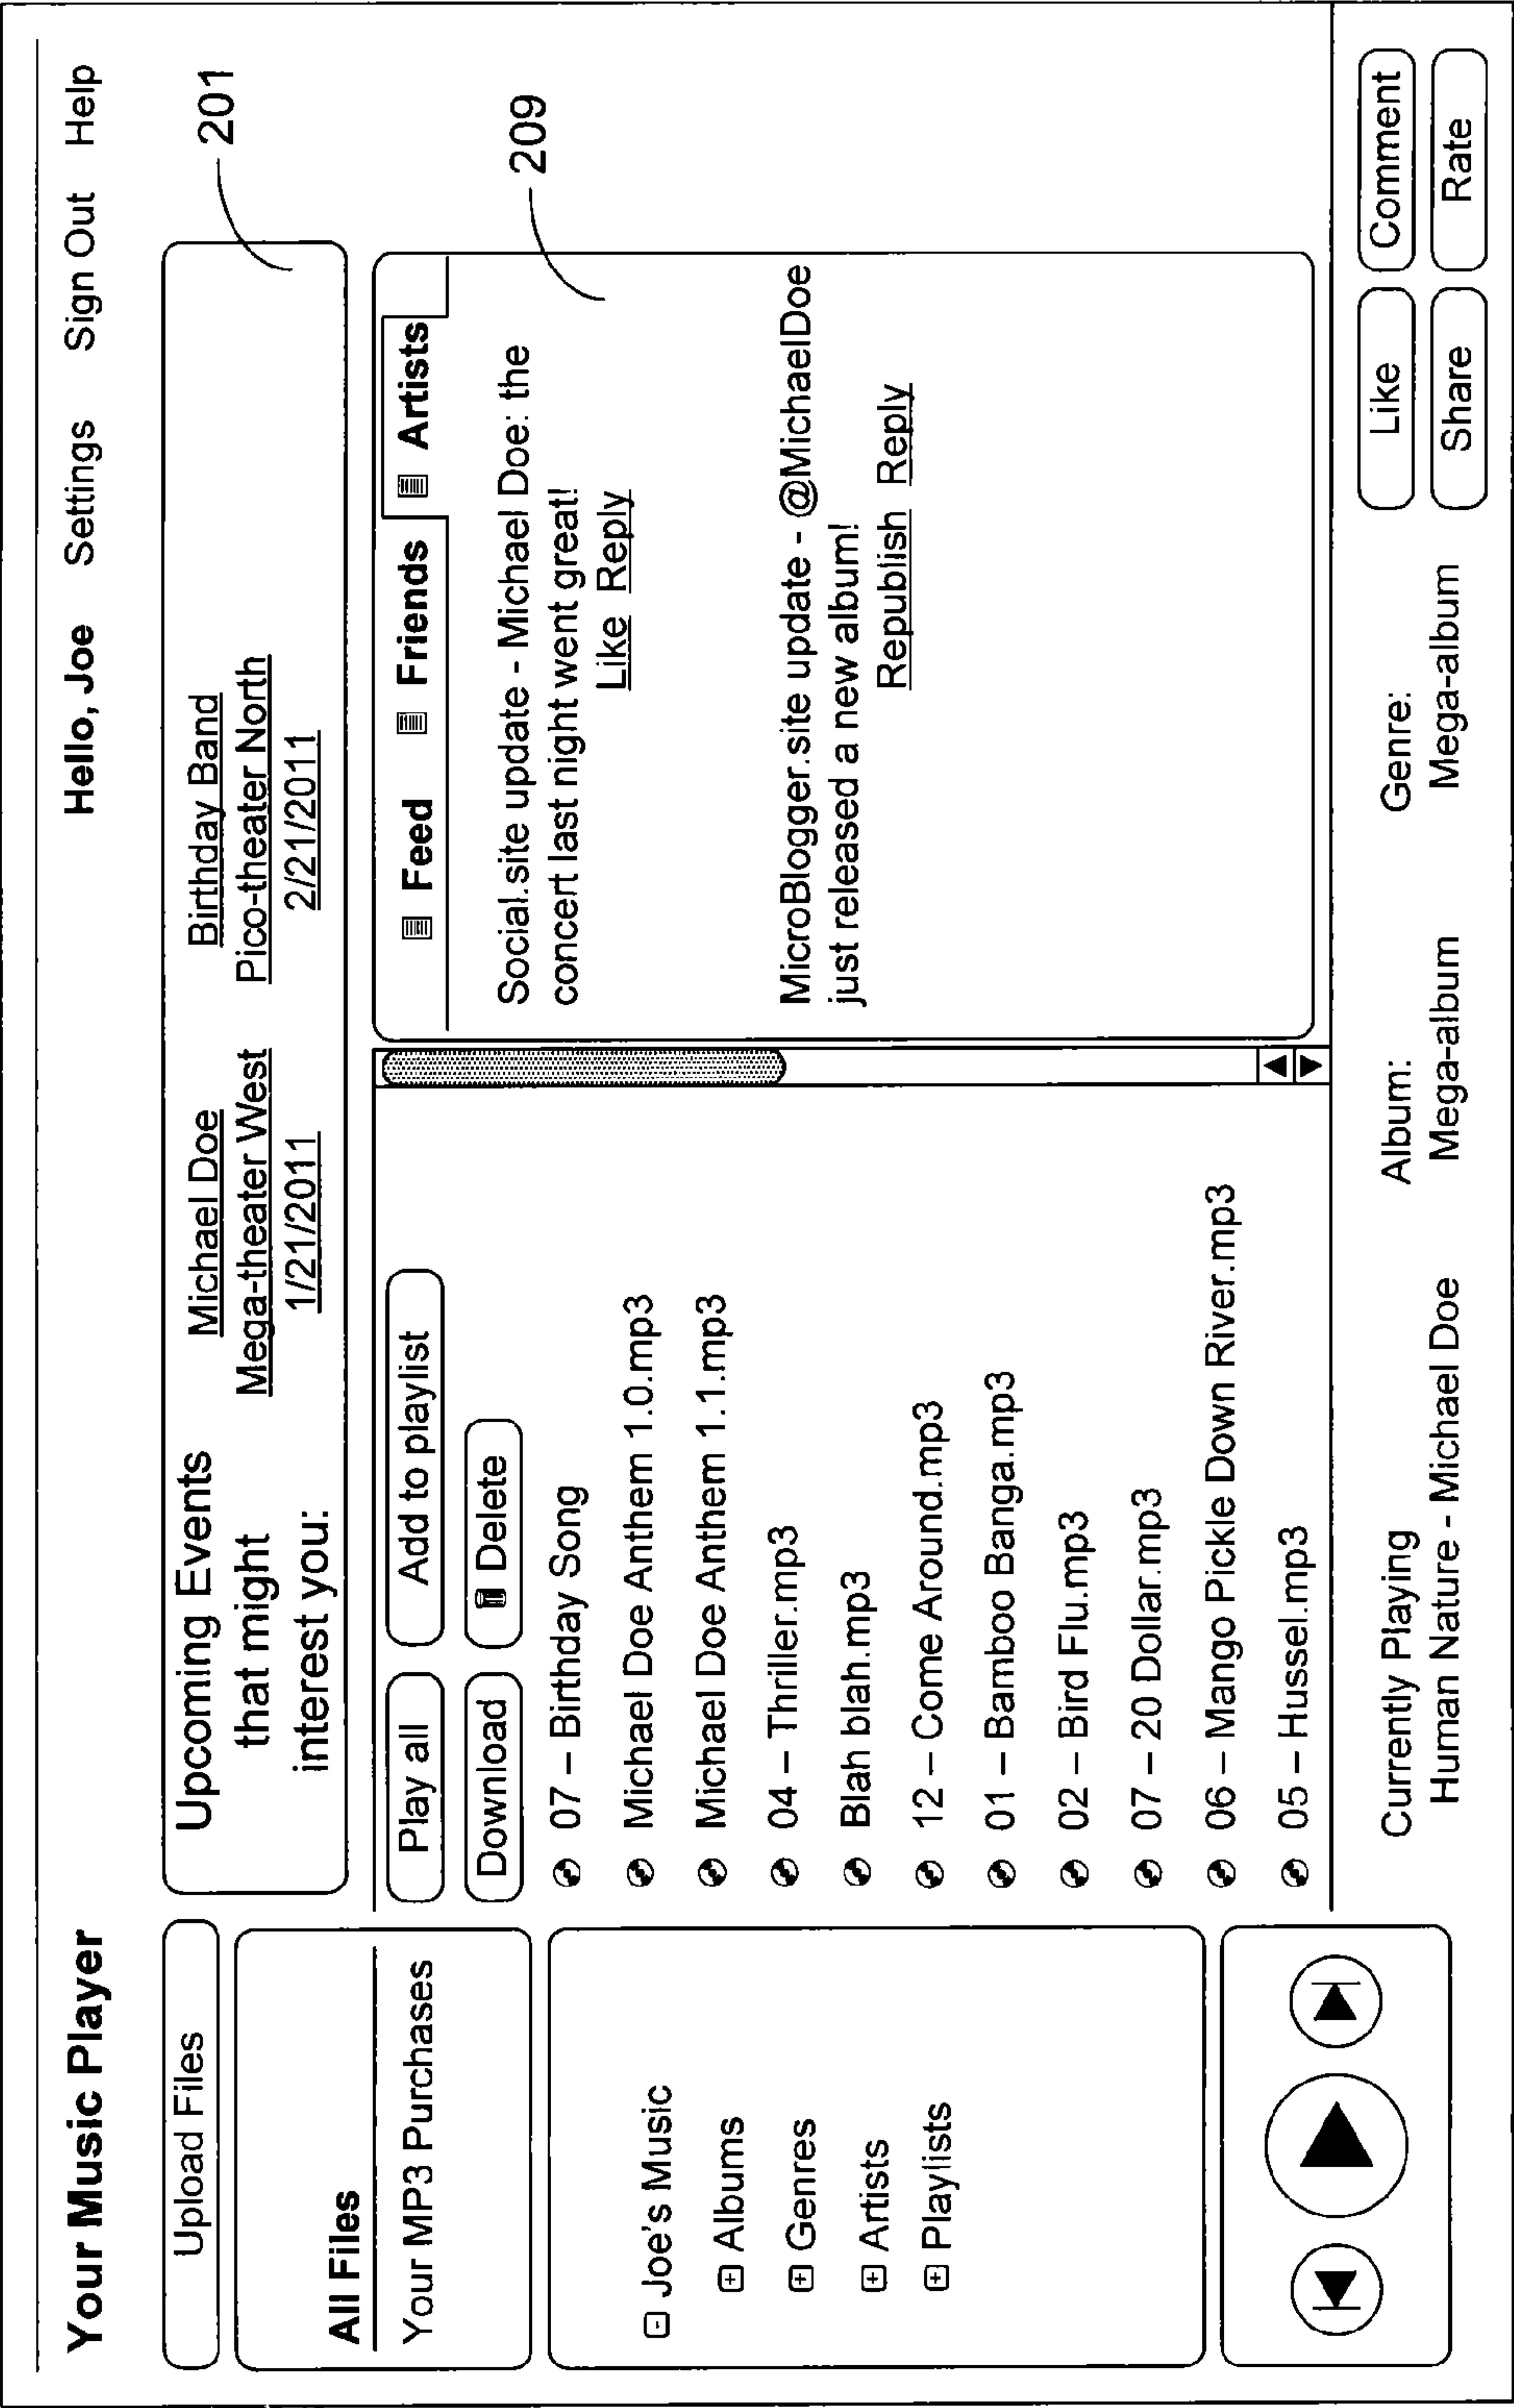 Your Music Player
Hello, Joe Settings Sign Out Help
Upload Files
All Files
Your MP3 Purchases
Joe's Music
Albums
Genres
Artists
Playlists
Upcoming Events
that might
interest you:
Michael Doe
Mega-theater West
1/21/2011
Birthday Band
Pico-theater North
2/21/2011
201
Play all Add to playlist
Download Delete
07 – Birthday Song
Michael Doe Anthem 1.0.mp3
Michael Doe Anthem 1.1.mp3
04 – Thriller.mp3
Blah blah.mp3
12 – Come Around.mp3
01 – Bamboo Banga.mp3
02 – Bird Flu.mp3
07 – 20 Dollar.mp3
06 – Mango Pickle Down River.mp3
05 – Hussel.mp3
Feed Friends Artists
209
Social.site update - Michael Doe: the
concert last night went great!
Like Reply
MicroBlogger.site update - @MichaelDoe
just released a new album!
Republish Reply
Currently Playing
Human Nature - Michael Doe
Album:
Mega-album
Genre:
Mega-album
Like Comment
Share Rate